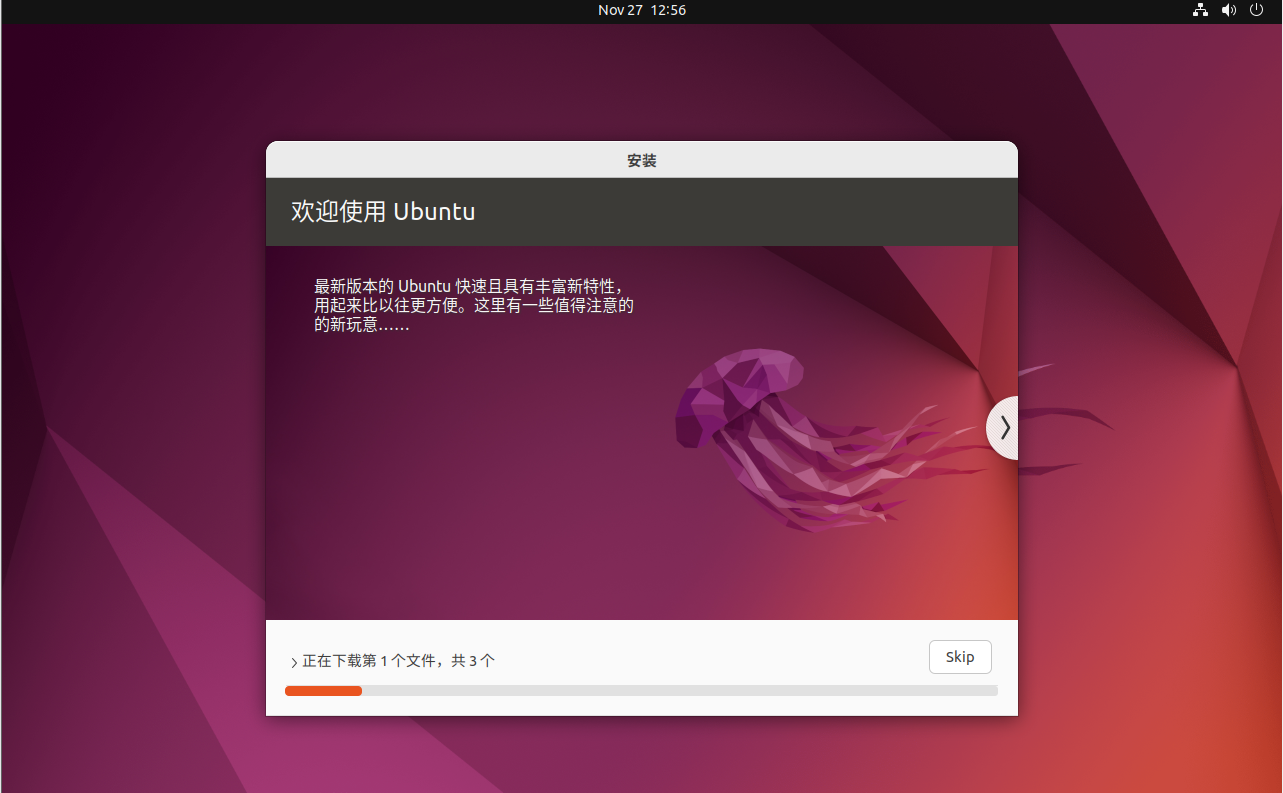 Nov 27 12:56
安装
欢迎使用 Ubuntu
最新版本的 Ubuntu 快速且具有丰富新特性，
用起来比以往更方便。这里有一些值得注意的
的新玩意……
正在下载第 1 个文件，共 3 个
Skip